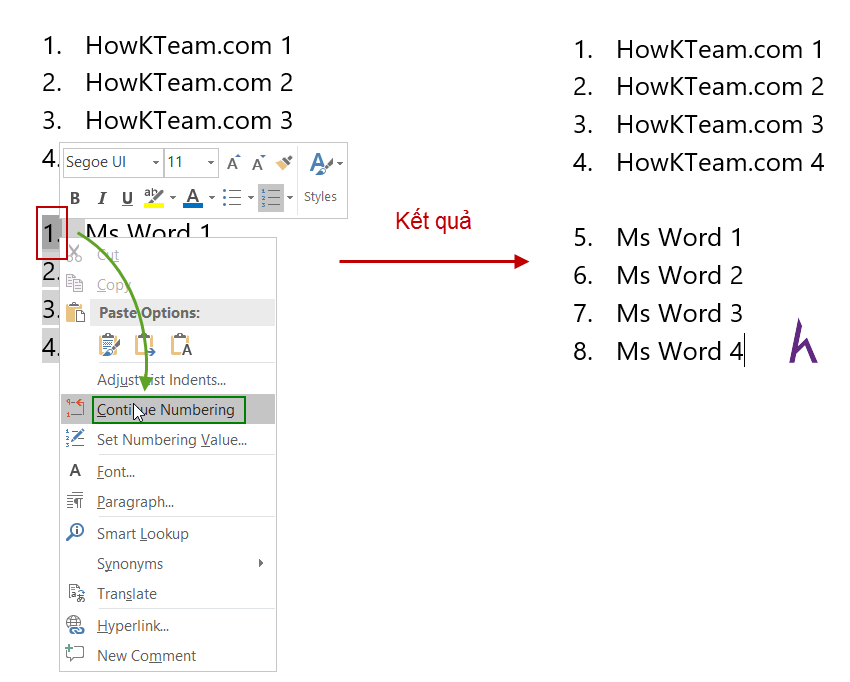 1. HowKTeam.com 1
2. HowKTeam.com 2
3. HowKTeam.com 3
4.
Segoe UI 11
A A A
B I U aby A Styles
1. Ms Word 1
2.
3.
4.
Cut
Copy
Paste Options:
A
Adjust List Indents...
Continue Numbering
Set Numbering Value...
A Font...
Paragraph...
Smart Lookup
Synonyms
Translate
Hyperlink...
New Comment
Kết quả
1. HowKTeam.com 1
2. HowKTeam.com 2
3. HowKTeam.com 3
4. HowKTeam.com 4
5. Ms Word 1
6. Ms Word 2
7. Ms Word 3
8. Ms Word 4